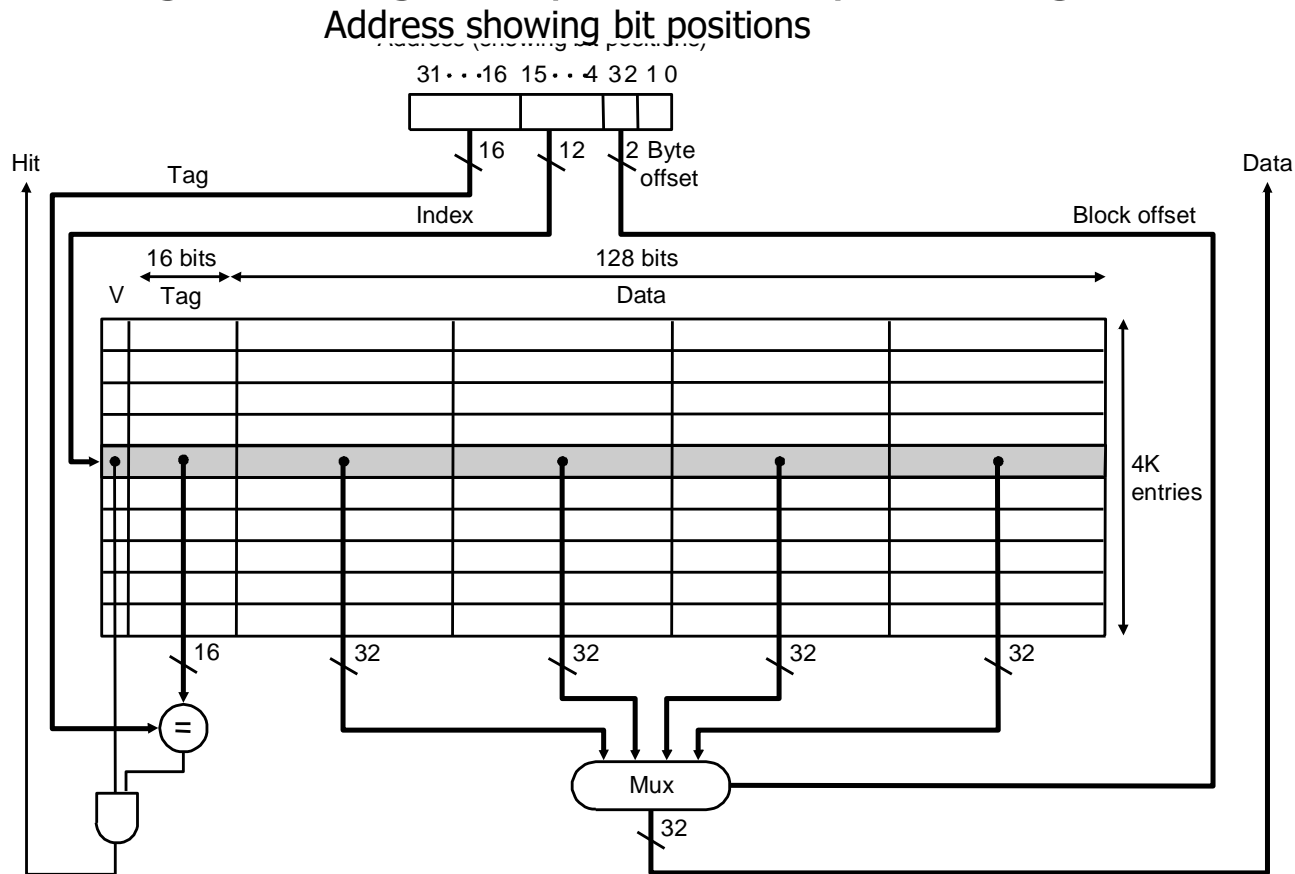 Address showing bit positions
31 · · · 16 15 · · · 4 3 2 1 0
16 12 2 Byte
offset
Hit
Data
Tag
Index
Block offset
16 bits
128 bits
V
Tag
Data
4K
entries
16 32 32 32 32
=
Mux
32